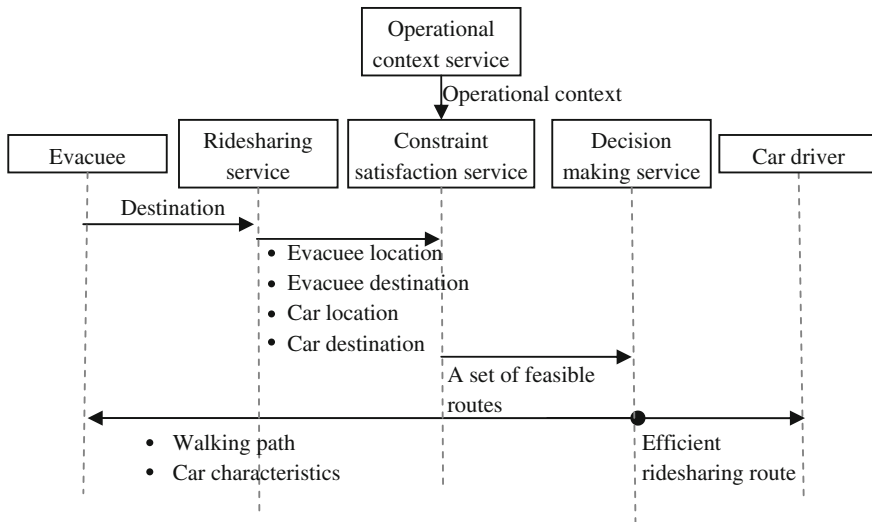 Operational
context service
Operational context
Evacuee
Ridesharing
service
Constraint
satisfaction service
Decision
making service
Car driver
Destination
• Evacuee location
• Evacuee destination
• Car location
• Car destination
A set of feasible
routes
• Walking path
• Car characteristics
Efficient
ridesharing route